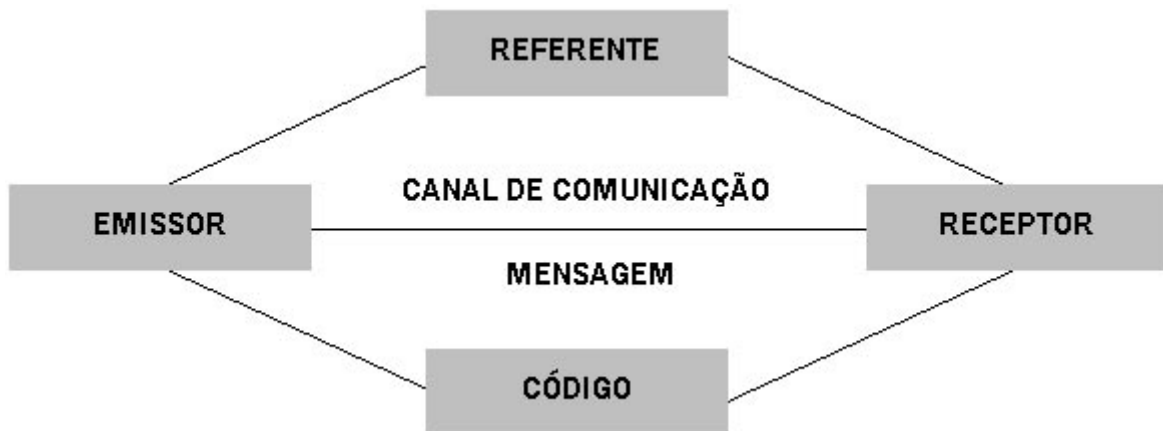 REFERENTE
CANAL DE COMUNICAÇÃO
EMISSOR
RECEPTOR
MENSAGEM
CÓDIGO